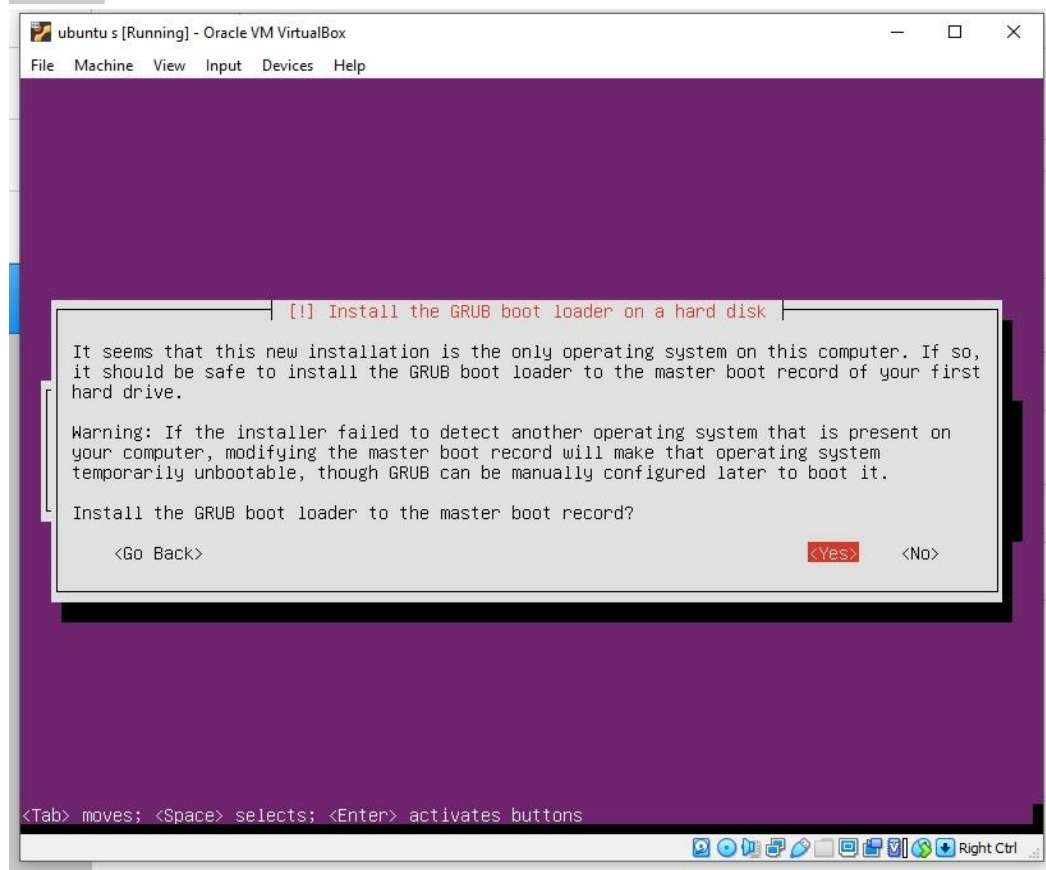 ubuntu s [Running] - Oracle VM VirtualBox
File Machine View Input Devices Help
[!] Install the GRUB boot loader on a hard disk
It seems that this new installation is the only operating system on this computer. If so,
it should be safe to install the GRUB boot loader to the master boot record of your first
hard drive.
Warning: If the installer failed to detect another operating system that is present on
your computer, modifying the master boot record will make that operating system
temporarily unbootable, though GRUB can be manually configured later to boot it.
Install the GRUB boot loader to the master boot record?
<Go Back> <Yes> <No>
<Tab> moves; <Space> selects; <Enter> activates buttons
Right Ctrl